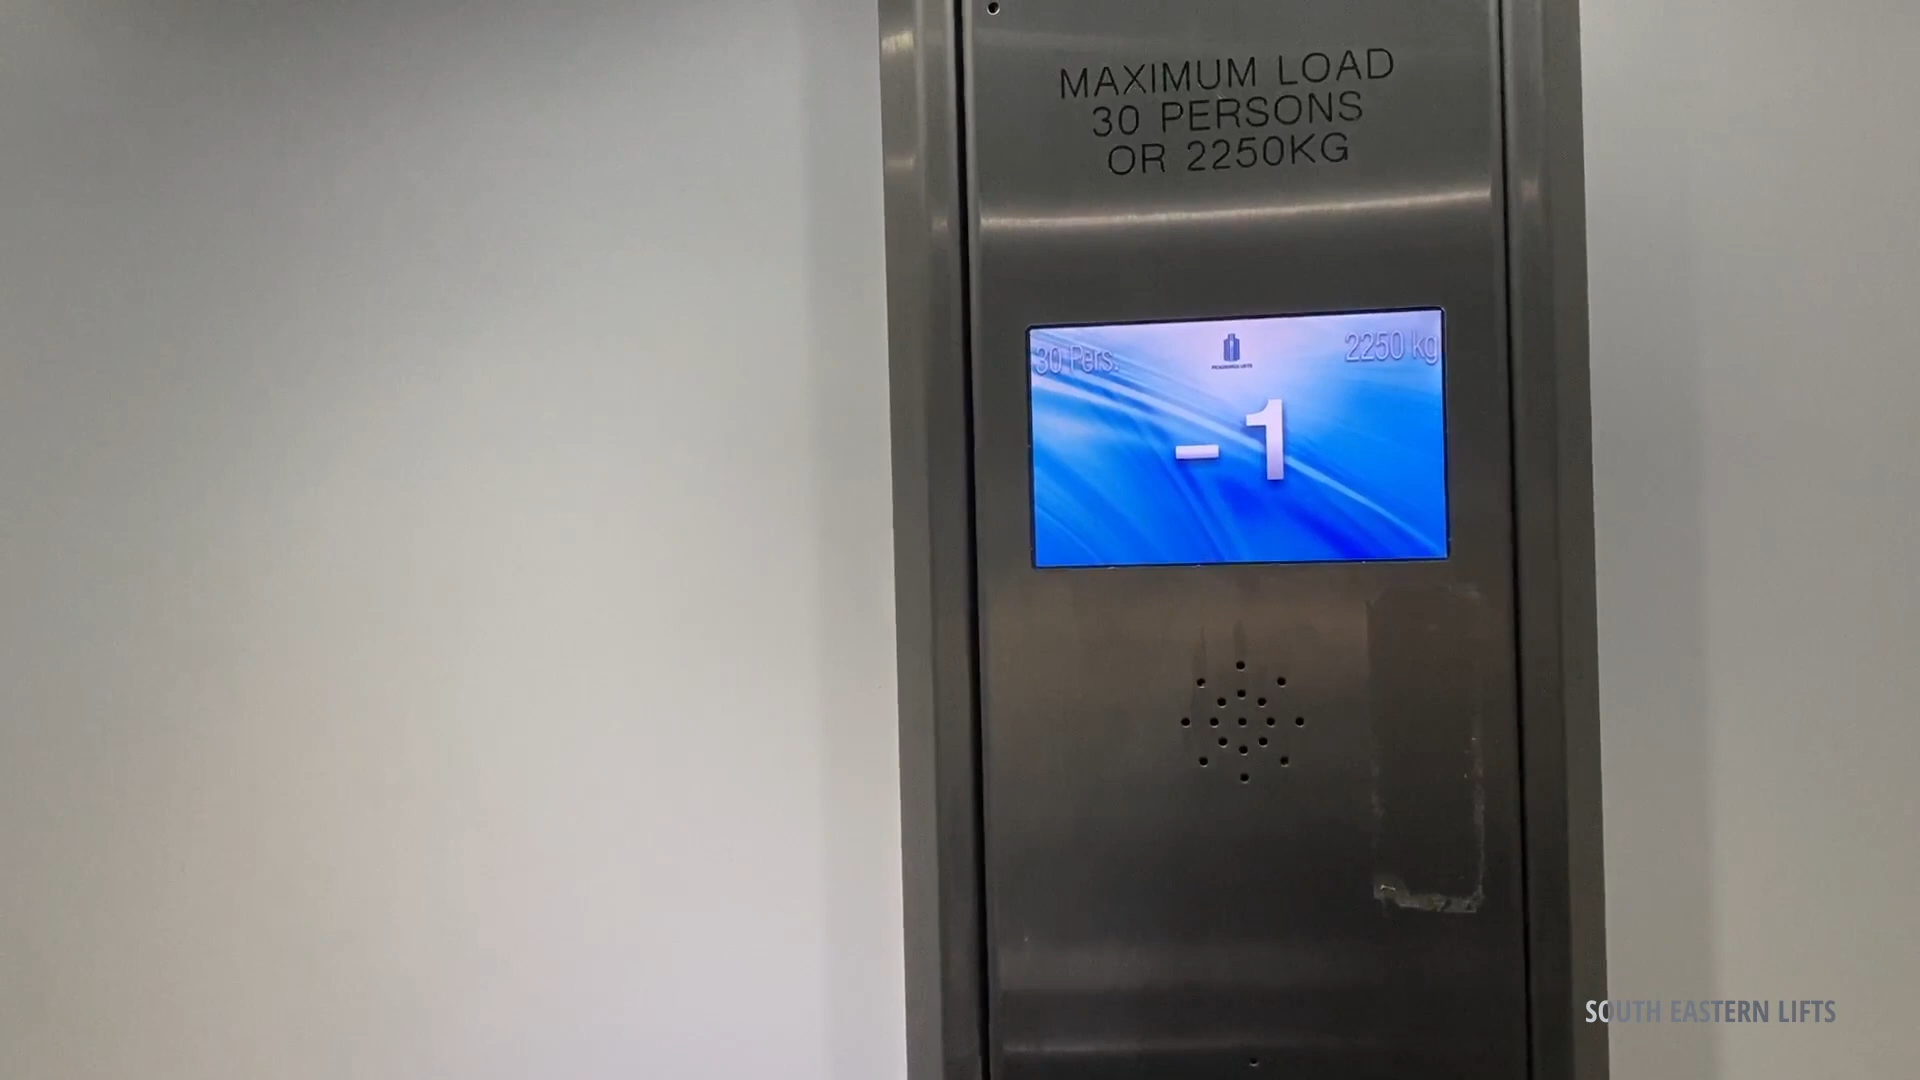 MAXIMUM LOAD
30 PERSONS
OR 2250KG
30 Pers.
2250 kg
-1
SOUTH EASTERN LIFTS